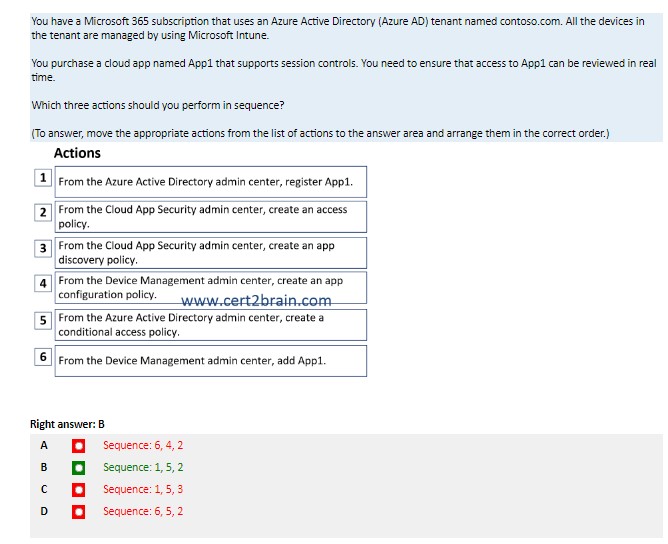 You have a Microsoft 365 subscription that uses an Azure Active Directory (Azure AD) tenant named contoso.com. All the devices in
the tenant are managed by using Microsoft Intune.
You purchase a cloud app named App1 that supports session controls. You need to ensure that access to App1 can be reviewed in real
time.
Which three actions should you perform in sequence?
(To answer, move the appropriate actions from the list of actions to the answer area and arrange them in the correct order.)
Actions
1 From the Azure Active Directory admin center, register App1.
2 From the Cloud App Security admin center, create an access
policy.
3 From the Cloud App Security admin center, create an app
discovery policy.
4 From the Device Management admin center, create an app
configuration policy.
www.cert2brain.com
5 From the Azure Active Directory admin center, create a
conditional access policy.
6 From the Device Management admin center, add App1.
Right answer: B
A Sequence: 6, 4, 2
B Sequence: 1, 5, 2
C Sequence: 1, 5, 3
D Sequence: 6, 5, 2